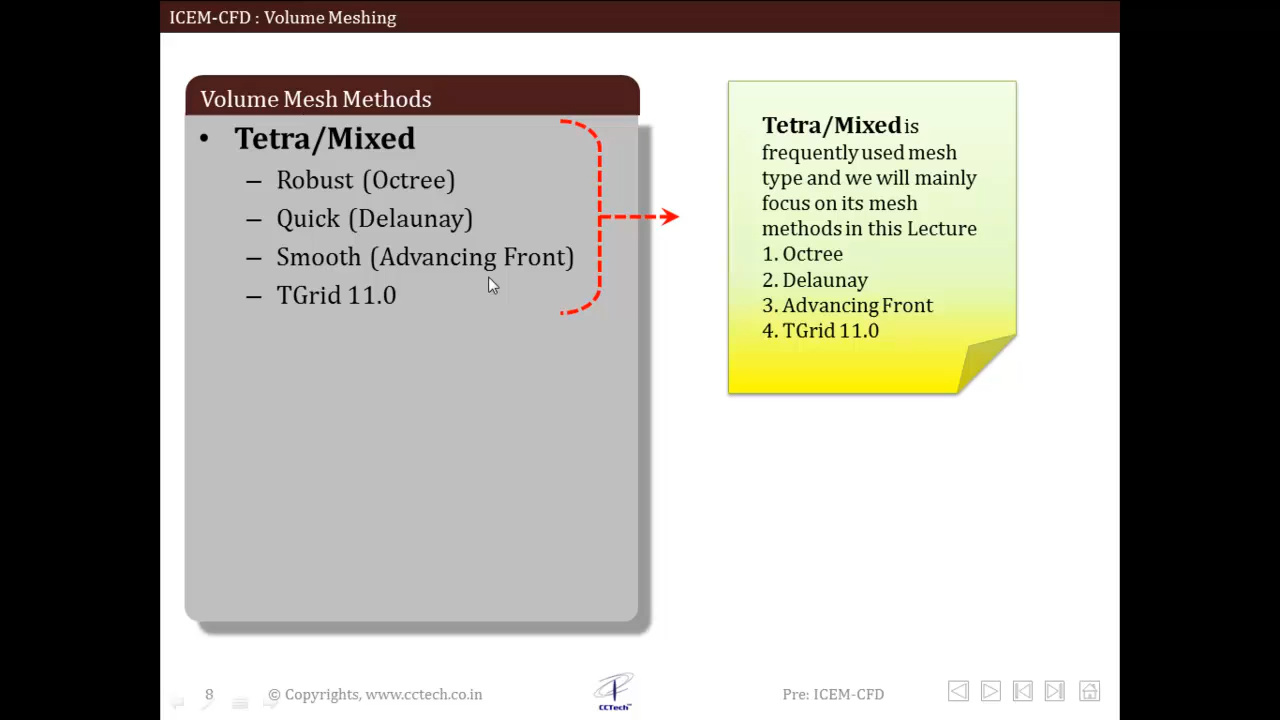 ICEM-CFD : Volume Meshing
Volume Mesh Methods
• Tetra/Mixed
– Robust (Octree)
– Quick (Delaunay)
– Smooth (Advancing Front)
– TGrid 11.0
Tetra/Mixed is
frequently used mesh
type and we will mainly
focus on its mesh
methods in this Lecture
1. Octree
2. Delaunay
3. Advancing Front
4. TGrid 11.0
8
© Copyrights, www.cctech.co.in
CCTech™
Pre: ICEM-CFD